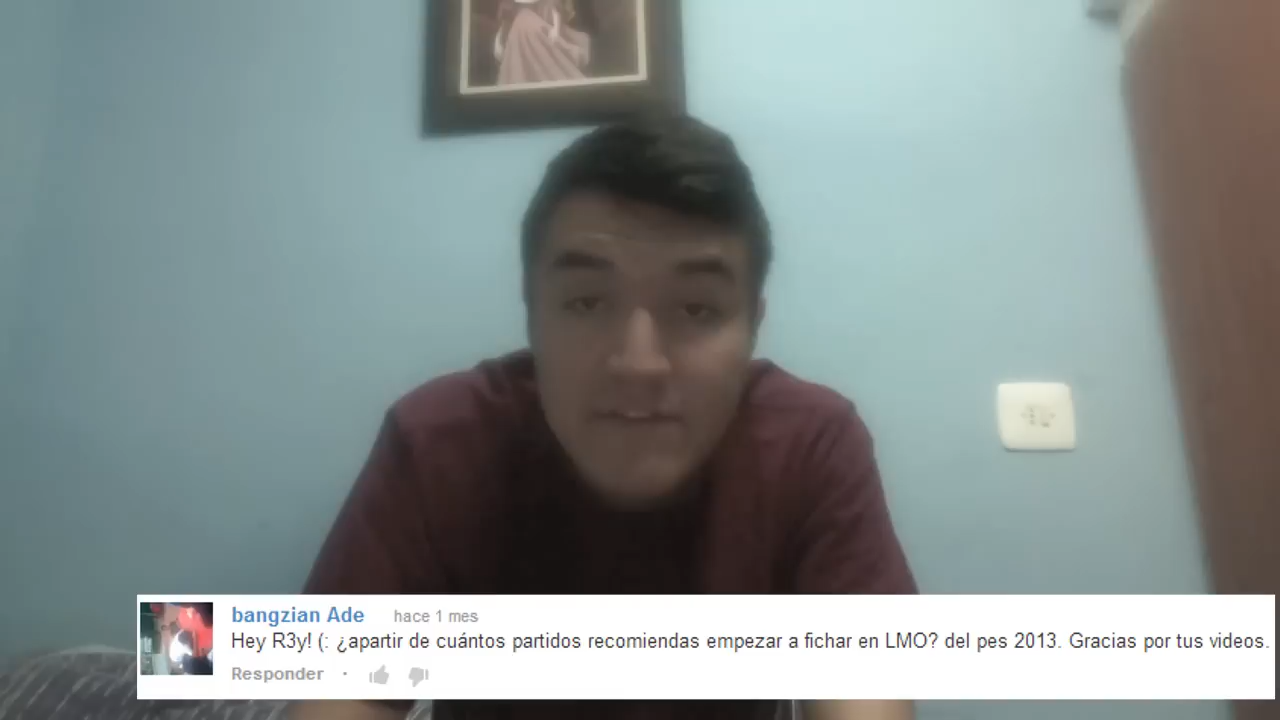 bangzian Ade hace 1 mes
Hey R3y! (: ¿apartir de cuántos partidos recomiendas empezar a fichar en LMO? del pes 2013. Gracias por tus videos.
Responder ·